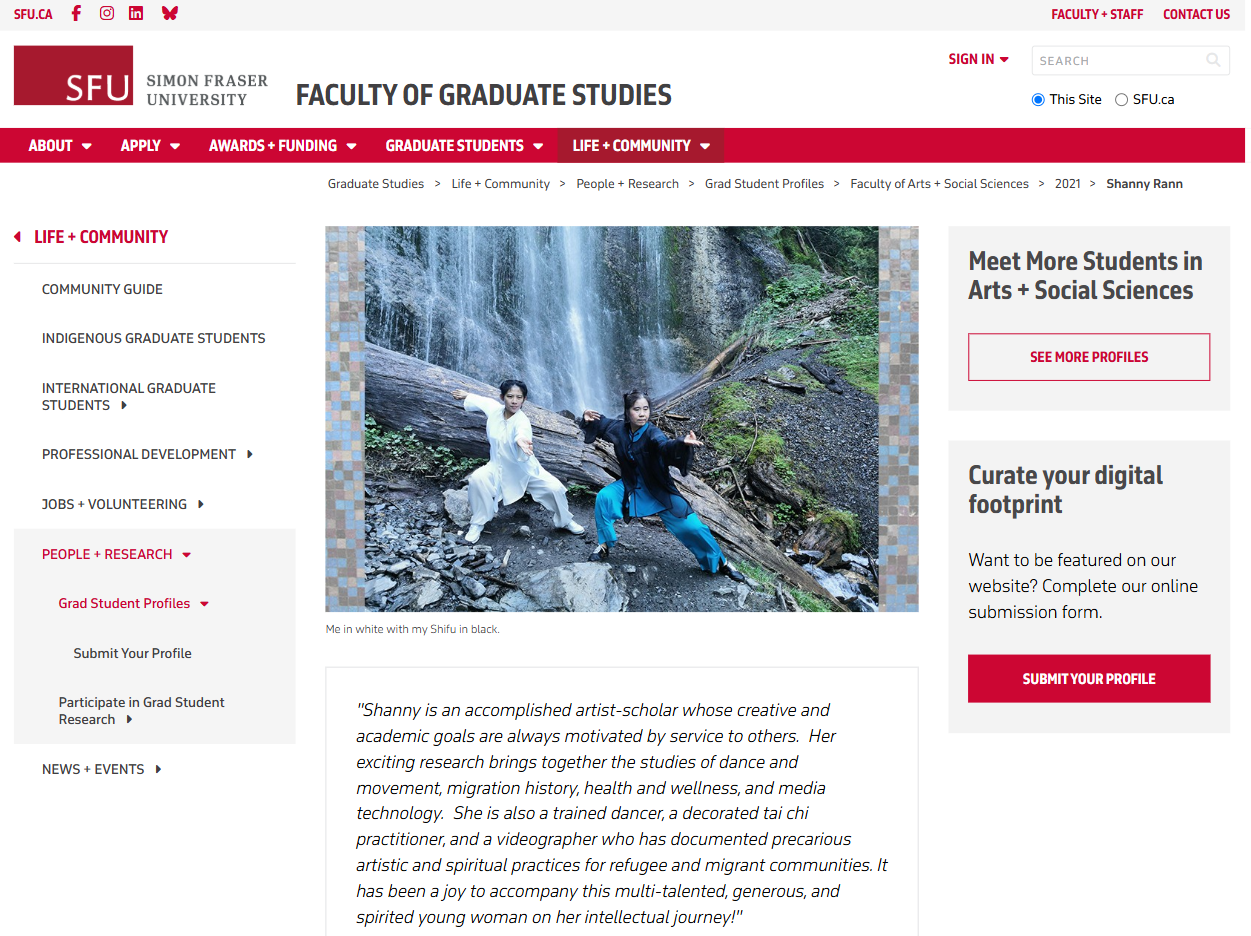 SFU.CA
FACULTY + STAFF
CONTACT US
SFU
SIMON FRASER
UNIVERSITY
FACULTY OF GRADUATE STUDIES
SIGN IN
SEARCH
This Site
SFU.ca
ABOUT
APPLY
AWARDS + FUNDING
GRADUATE STUDENTS
LIFE + COMMUNITY
Graduate Studies > Life + Community > People + Research > Grad Student Profiles > Faculty of Arts + Social Sciences > 2021 > Shanny Rann
LIFE + COMMUNITY
COMMUNITY GUIDE
INDIGENOUS GRADUATE STUDENTS
INTERNATIONAL GRADUATE
STUDENTS
PROFESSIONAL DEVELOPMENT
JOBS + VOLUNTEERING
PEOPLE + RESEARCH
Grad Student Profiles
Submit Your Profile
Participate in Grad Student
Research
NEWS + EVENTS
Me in white with my Shifu in black.
"Shanny is an accomplished artist-scholar whose creative and
academic goals are always motivated by service to others. Her
exciting research brings together the studies of dance and
movement, migration history, health and wellness, and media
technology. She is also a trained dancer, a decorated tai chi
practitioner, and a videographer who has documented precarious
artistic and spiritual practices for refugee and migrant communities. It
has been a joy to accompany this multi-talented, generous, and
spirited young woman on her intellectual journey!"
Meet More Students in
Arts + Social Sciences
SEE MORE PROFILES
Curate your digital
footprint
Want to be featured on our
website? Complete our online
submission form.
SUBMIT YOUR PROFILE